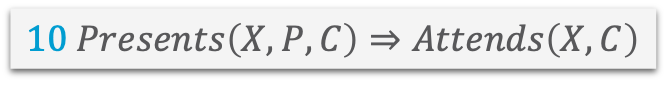 10 Presents(X, P, C) ⇒ Attends(X, C)